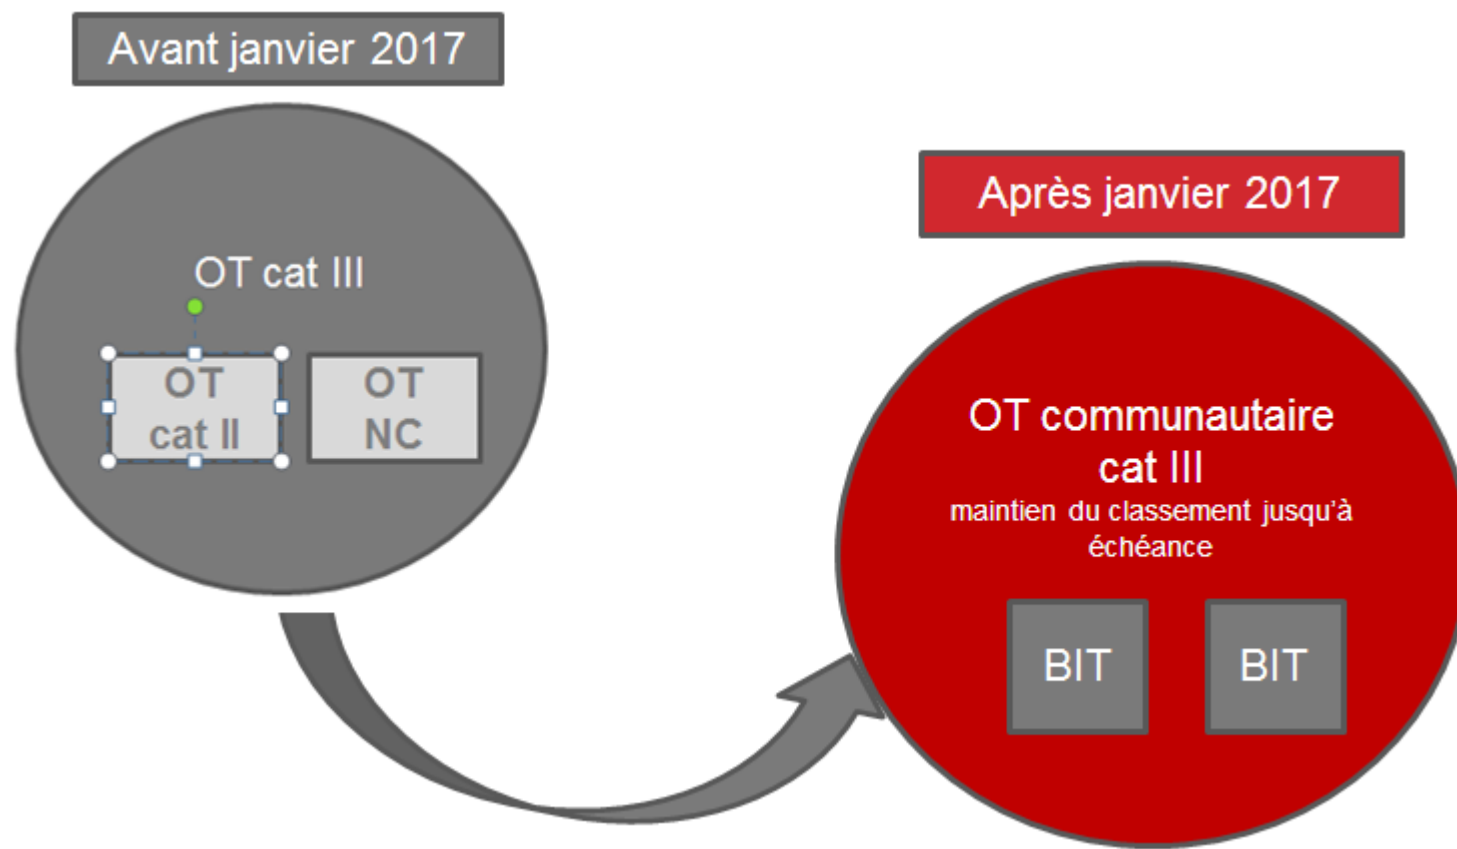 Avant janvier 2017
OT cat III
OT
cat II
OT
NC
Après janvier 2017
OT communautaire
cat III
maintien du classement jusqu'à
échéance
BIT
BIT